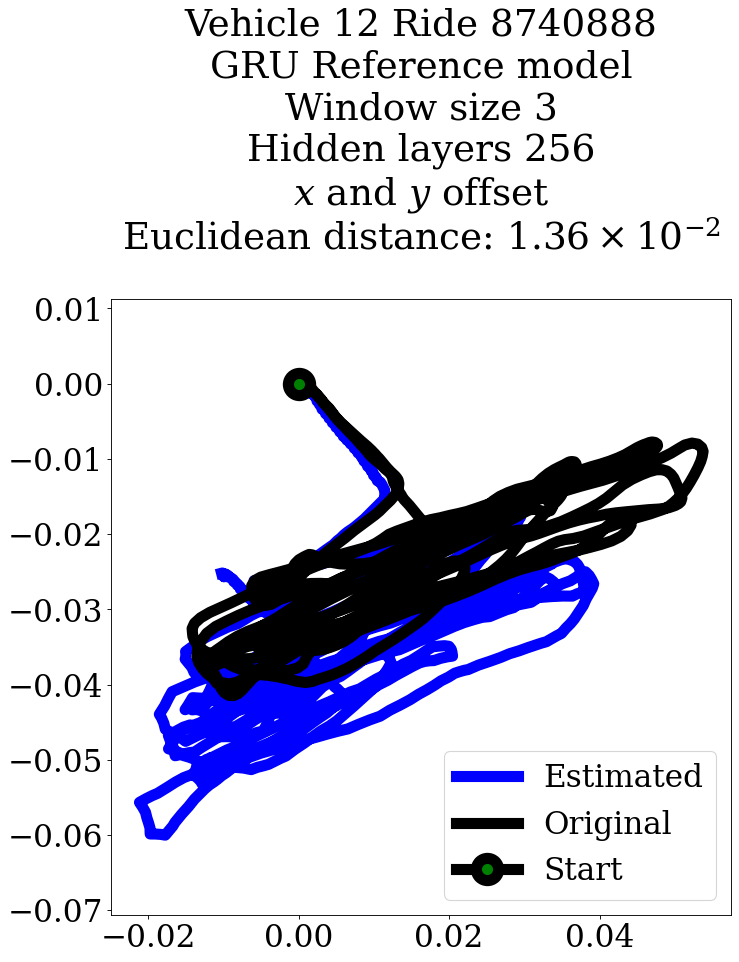 Vehicle 12 Ride 8740888
GRU Reference model
Window size 3
Hidden layers 256
x and y offset
Euclidean distance: 1.36 × 10⁻²
0.01
0.00
−0.01
−0.02
−0.03
−0.04
−0.05
−0.06
−0.07
Estimated
Original
Start
−0.02 0.00 0.02 0.04